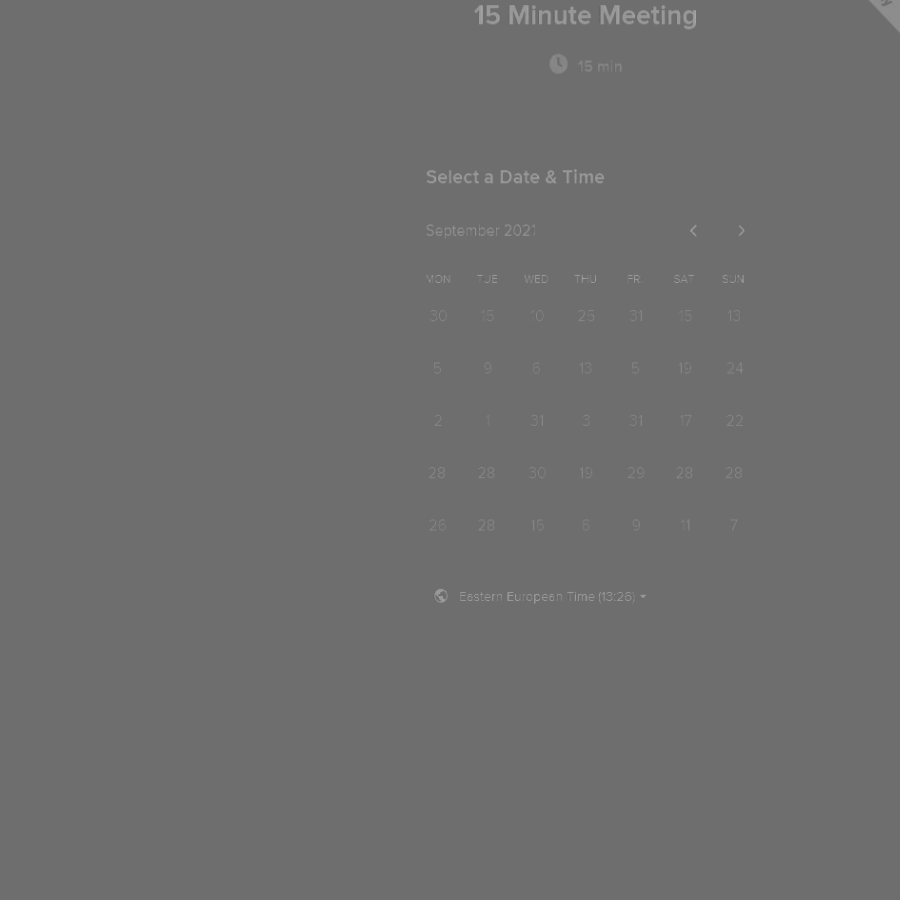 15 Minute Meeting
15 min
Select a Date & Time
September 2021
MON TUE WED THU FRI SAT SUN
30 15 10 25 31 15 13
5 9 6 13 5 19 24
2 1 31 3 31 17 22
28 28 30 19 29 28 28
26 28 15 6 9 11 7
Eastern European Time (13:26)